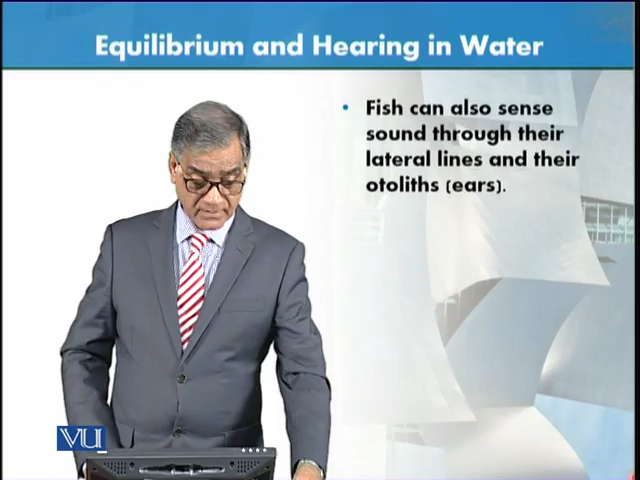 Equilibrium and Hearing in Water
• Fish can also sense
sound through their
lateral lines and their
otoliths (ears).
VU